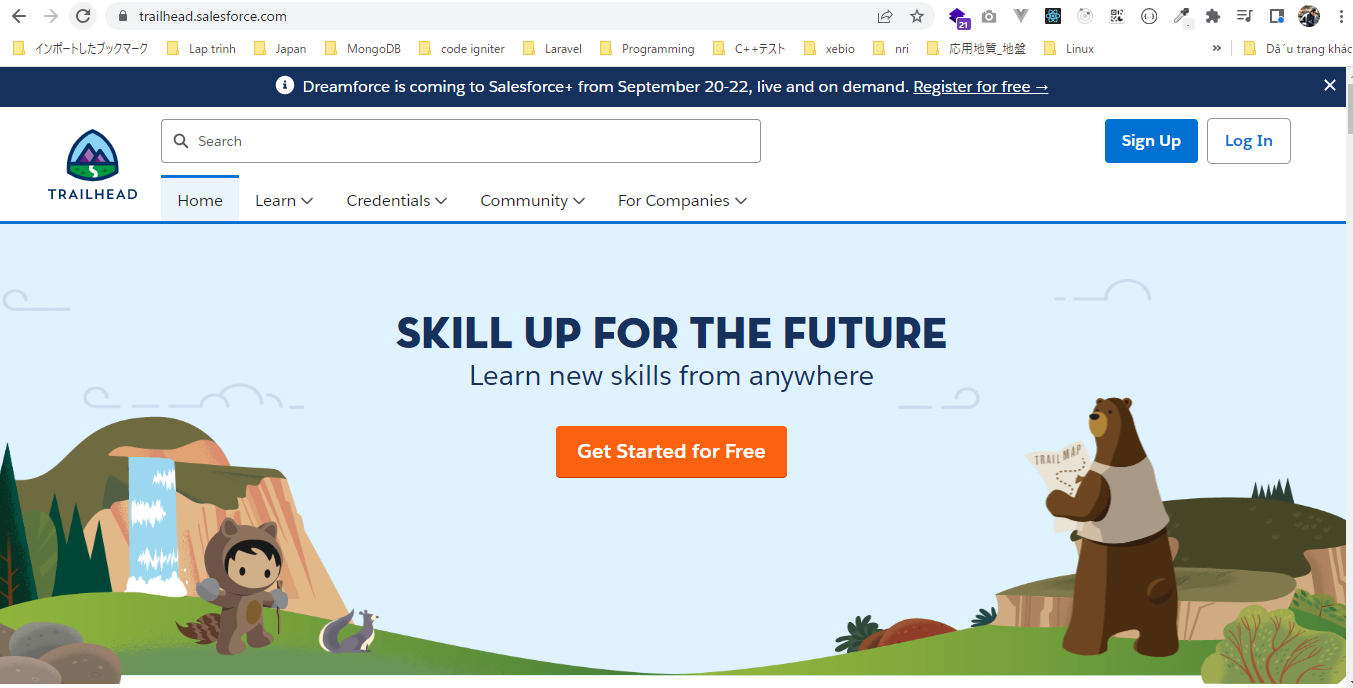 trailhead.salesforce.com
21
インポートしたブックマーク Lap trinh Japan MongoDB code igniter Laravel Programming C++テスト xebio nri 応用地質_地盤 Linux » Dấu trang khác
Dreamforce is coming to Salesforce+ from September 20-22, live and on demand. Register for free →
TRAILHEAD
Search
Sign Up Log In
Home Learn Credentials Community For Companies
SKILL UP FOR THE FUTURE
Learn new skills from anywhere
Get Started for Free
TRAIL MAP